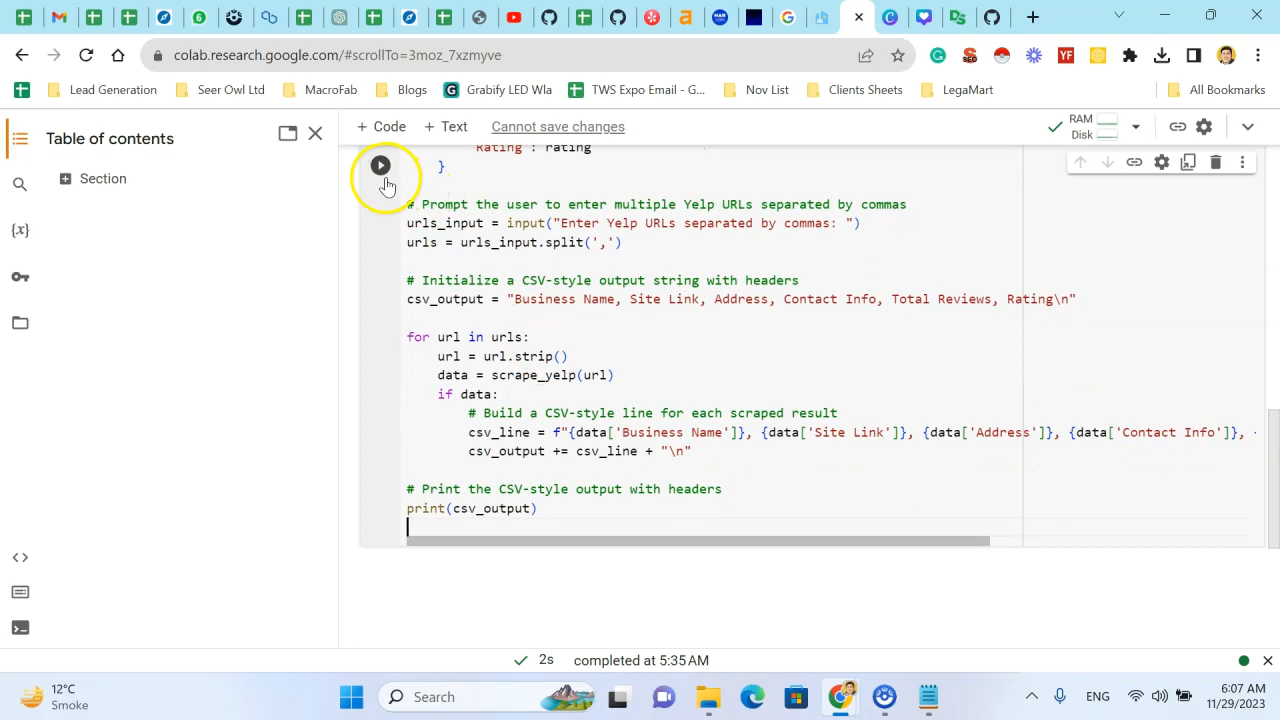 colab.research.google.com/#scrollTo=3moz_7xzmyve
Lead Generation
Seer Owl Ltd
MacroFab
Blogs
Grabify LED Wla
TWS Expo Email - G...
Nov List
Clients Sheets
LegaMart
All Bookmarks
Table of contents
Section
+ Code
+ Text
Cannot save changes
RAM
Disk
'Rating': rating
}
# Prompt the user to enter multiple Yelp URLs separated by commas
urls_input = input("Enter Yelp URLs separated by commas: ")
urls = urls_input.split(',')
# Initialize a CSV-style output string with headers
csv_output = "Business Name, Site Link, Address, Contact Info, Total Reviews, Rating\n"
for url in urls:
url = url.strip()
data = scrape_yelp(url)
if data:
# Build a CSV-style line for each scraped result
csv_line = f"{data['Business Name']}, {data['Site Link']}, {data['Address']}, {data['Contact Info']},
csv_output += csv_line + "\n"
# Print the CSV-style output with headers
print(csv_output)
2s completed at 5:35 AM
12°C
Smoke
Search
ENG
6:07 AM
11/29/2023